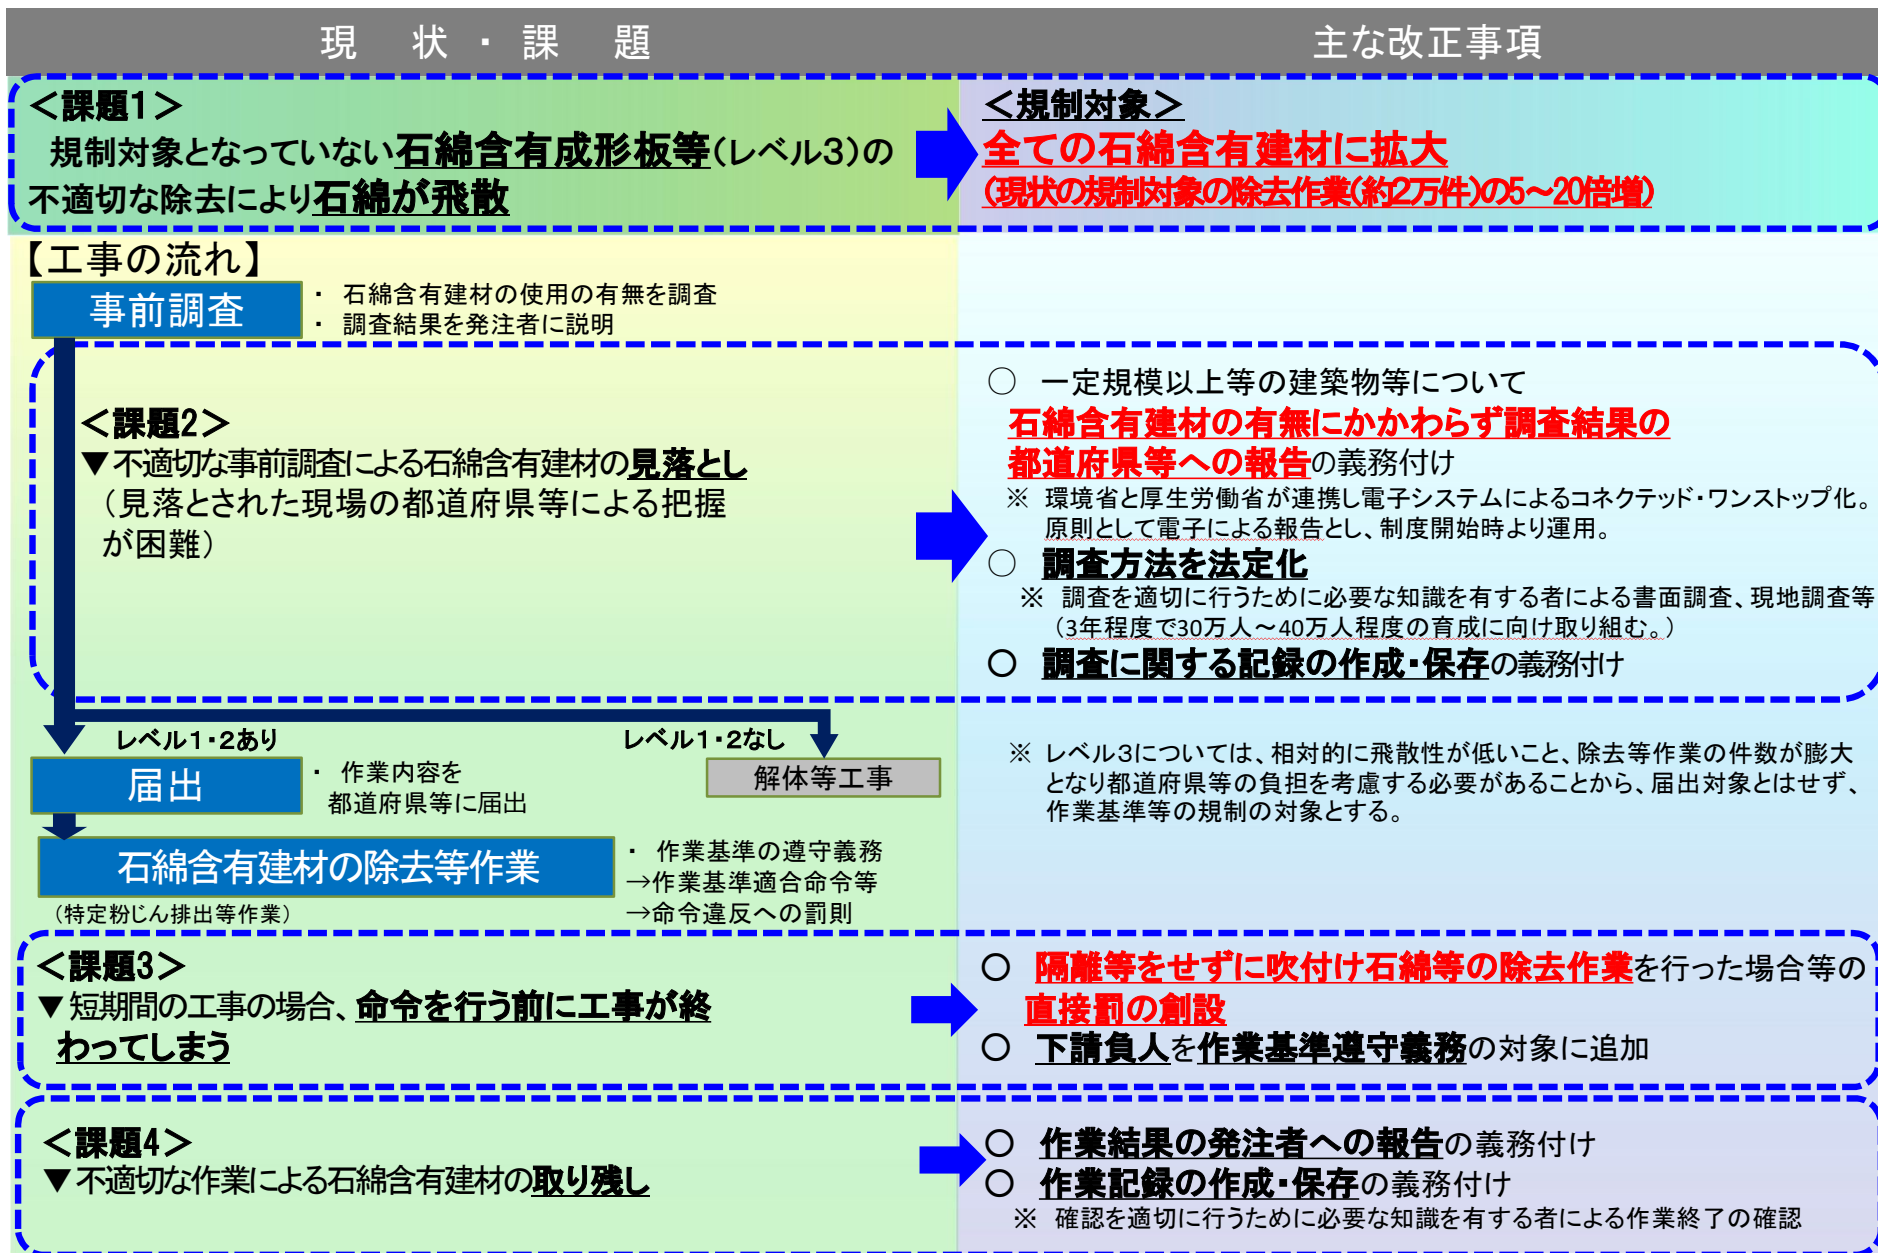 現 状・課 題
主な改正事項
＜課題1＞
規制対象となっていない石綿含有成形板等(レベル3)の
不適切な除去により石綿が飛散
＜規制対象＞
全ての石綿含有建材に拡大
(現状の規制対象の除去作業(約2万件)の5～20倍増)
【工事の流れ】
事前調査
・ 石綿含有建材の使用の有無を調査
・ 調査結果を発注者に説明
＜課題2＞
▼不適切な事前調査による石綿含有建材の見落とし
（見落とされた現場の都道府県等による把握
が困難）
○ 一定規模以上等の建築物等について
石綿含有建材の有無にかかわらず調査結果の
都道府県等への報告の義務付け
※ 環境省と厚生労働省が連携し電子システムによるコネクテッド・ワンストップ化。
原則として電子による報告とし、制度開始時より運用。
○ 調査方法を法定化
※ 調査を適切に行うために必要な知識を有する者による書面調査、現地調査等
（3年程度で30万人～40万人程度の育成に向け取り組む。）
○ 調査に関する記録の作成・保存の義務付け
レベル1・2あり
レベル1・2なし
届出
・ 作業内容を
都道府県等に届出
解体等工事
※ レベル3については、相対的に飛散性が低いこと、除去等作業の件数が膨大
となり都道府県等の負担を考慮する必要があることから、届出対象とはせず、
作業基準等の規制の対象とする。
石綿含有建材の除去等作業
（特定粉じん排出等作業）
・ 作業基準の遵守義務
→作業基準適合命令等
→命令違反への罰則
＜課題3＞
▼短期間の工事の場合、命令を行う前に工事が終
わってしまう
○ 隔離等をせずに吹付け石綿等の除去作業を行った場合等の
直接罰の創設
○ 下請負人を作業基準遵守義務の対象に追加
＜課題4＞
▼不適切な作業による石綿含有建材の取り残し
○ 作業結果の発注者への報告の義務付け
○ 作業記録の作成・保存の義務付け
※ 確認を適切に行うために必要な知識を有する者による作業終了の確認